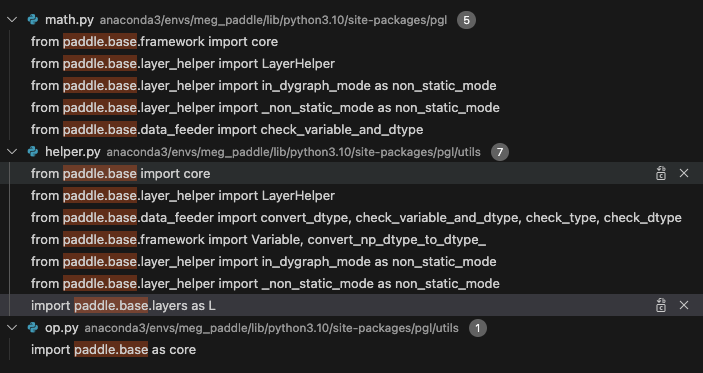 math.py anaconda3/envs/meg_paddle/lib/python3.10/site-packages/pgl 5
from paddle.base.framework import core
from paddle.base.layer_helper import LayerHelper
from paddle.base.layer_helper import in_dygraph_mode as non_static_mode
from paddle.base.layer_helper import _non_static_mode as non_static_mode
from paddle.base.data_feeder import check_variable_and_dtype
helper.py anaconda3/envs/meg_paddle/lib/python3.10/site-packages/pgl/utils 7
from paddle.base import core
from paddle.base.layer_helper import LayerHelper
from paddle.base.data_feeder import convert_dtype, check_variable_and_dtype, check_type, check_dtype
from paddle.base.framework import Variable, convert_np_dtype_to_dtype_
from paddle.base.layer_helper import in_dygraph_mode as non_static_mode
from paddle.base.layer_helper import _non_static_mode as non_static_mode
import paddle.base.layers as L
op.py anaconda3/envs/meg_paddle/lib/python3.10/site-packages/pgl/utils 1
import paddle.base as core